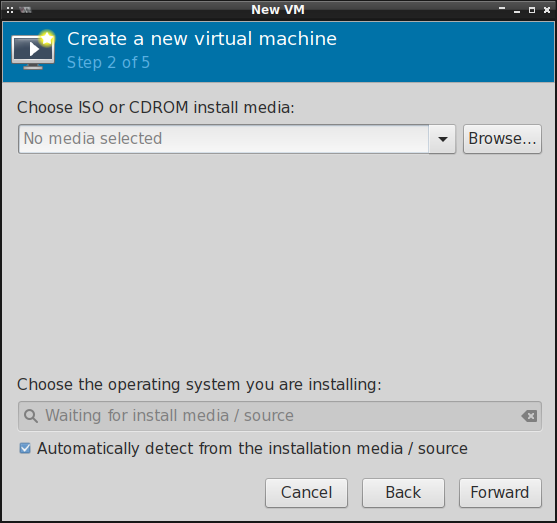 New VM
Create a new virtual machine
Step 2 of 5
Choose ISO or CDROM install media:
No media selected
Browse...
Choose the operating system you are installing:
Waiting for install media / source
Automatically detect from the installation media / source
Cancel Back Forward